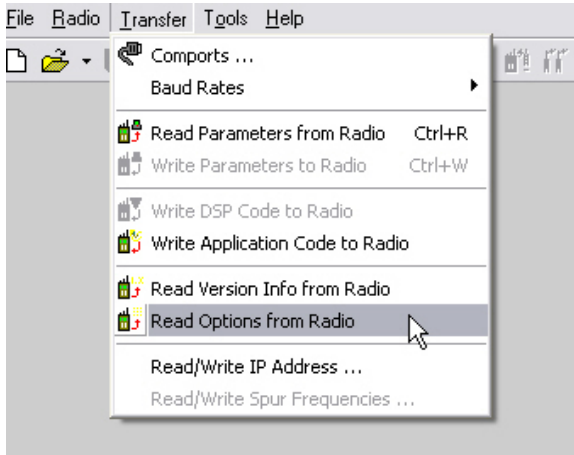 File Radio Transfer Tools Help
Comports ...
Baud Rates
Read Parameters from Radio Ctrl+R
Write Parameters to Radio Ctrl+W
Write DSP Code to Radio
Write Application Code to Radio
Read Version Info from Radio
Read Options from Radio
Read/Write IP Address ...
Read/Write Spur Frequencies ...